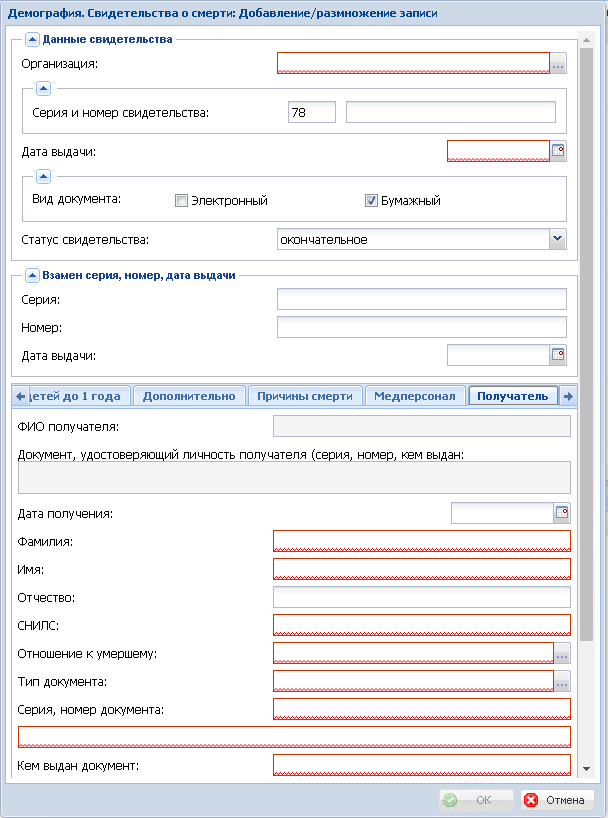 Демография. Свидетельства о смерти: Добавление/размножение записи
Данные свидетельства
Организация:
Серия и номер свидетельства: 78
Дата выдачи:
Вид документа: Электронный Бумажный
Статус свидетельства: окончательное
Взамен серия, номер, дата выдачи
Серия:
Номер:
Дата выдачи:
детей до 1 года Дополнительно Причины смерти Медперсонал Получатель
ФИО получателя:
Документ, удостоверяющий личность получателя (серия, номер, кем выдан:
Дата получения:
Фамилия:
Имя:
Отчество:
СНИЛС:
Отношение к умершему:
Тип документа:
Серия, номер документа:
Кем выдан документ:
ОК Отмена